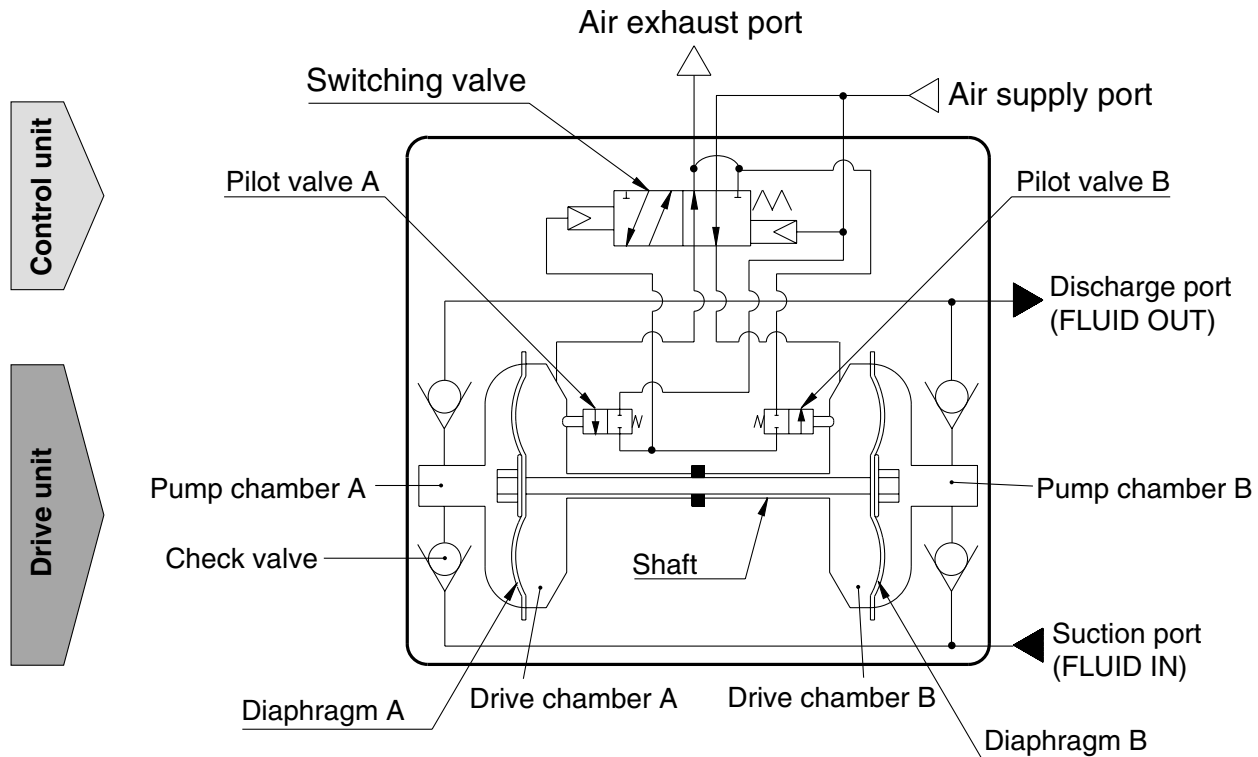 Air exhaust port
Switching valve
Air supply port
Control unit
Pilot valve A
Pilot valve B
Discharge port
(FLUID OUT)
Drive unit
Pump chamber A
Pump chamber B
Check valve
Shaft
Suction port
(FLUID IN)
Drive chamber A
Drive chamber B
Diaphragm A
Diaphragm B